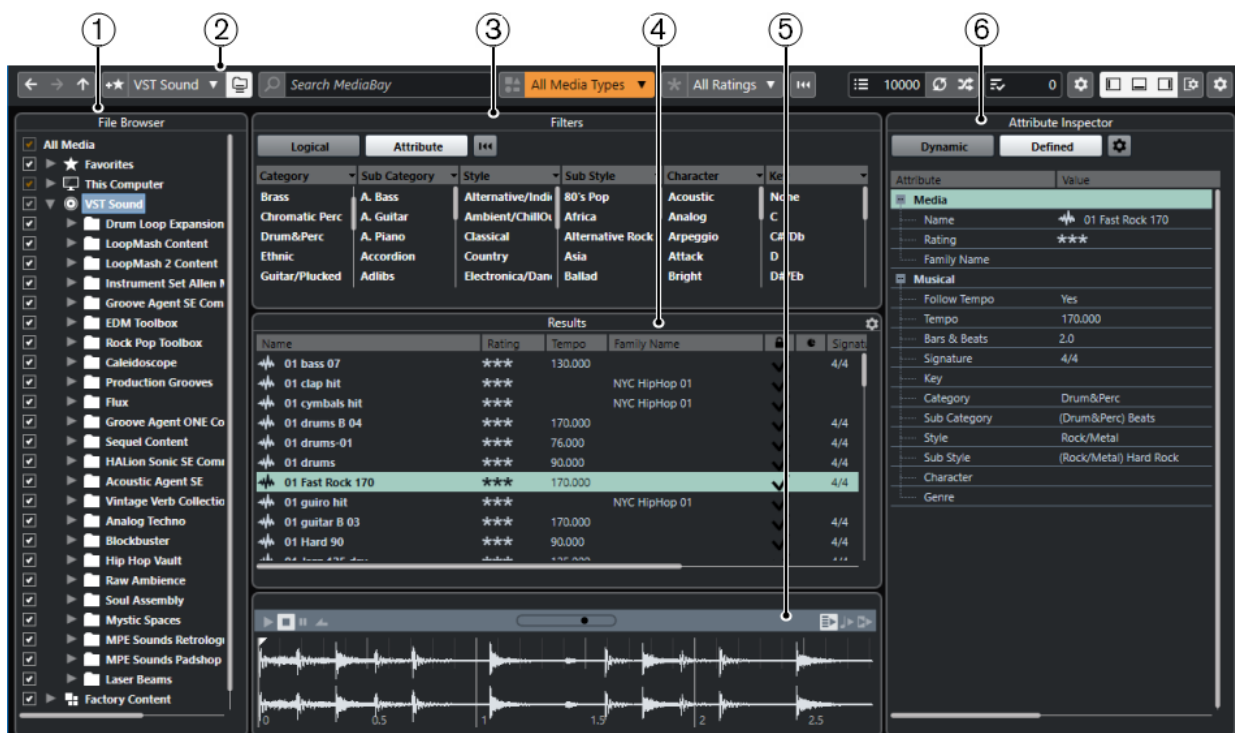 1 2 3 4 5 6
VST Sound Search MediaBay All Media Types All Ratings 10000 0
File Browser
All Media
Favorites
This Computer
VST Sound
Drum Loop Expansion
LoopMash Content
LoopMash 2 Content
Instrument Set Allen
Groove Agent SE Com
EDM Toolbox
Rock Pop Toolbox
Caleidoscope
Production Grooves
Flux
Groove Agent ONE Co
Sequel Content
HALion Sonic SE Com
Acoustic Agent SE
Vintage Verb Collectio
Analog Techno
Blockbuster
Hip Hop Vault
Raw Ambience
Soul Assembly
Mystic Spaces
MPE Sounds Retrolog
MPE Sounds Padshop
Laser Beams
Factory Content
Filters
Logical Attribute
Category Sub Category Style Sub Style Character Ke
Brass A. Bass Alternative/Indi 80's Pop Acoustic None
Chromatic Perc A. Guitar Ambient/ChillOu Africa Analog C
Drum&Perc A. Piano Classical Alternative Rock Arpeggio C#/Db
Ethnic Accordion Country Asia Attack D
Guitar/Plucked Adlibs Electronica/Dan Ballad Bright D#/Eb
Results
Name Rating Tempo Family Name Signatu
01 bass 07 *** 130.000 4/4
01 clap hit *** NYC HipHop 01
01 cymbals hit *** NYC HipHop 01
01 drums B 04 *** 170.000 4/4
01 drums-01 *** 76.000 4/4
01 drums *** 90.000 4/4
01 Fast Rock 170 *** 170.000 4/4
01 guiro hit *** NYC HipHop 01
01 guitar B 03 *** 170.000 4/4
01 Hard 90 *** 90.000 4/4
0 0.5 1 1.5 2 2.5
Attribute Inspector
Dynamic Defined
Attribute Value
Media
Name 01 Fast Rock 170
Rating ***
Family Name
Musical
Follow Tempo Yes
Tempo 170.000
Bars & Beats 2.0
Signature 4/4
Key
Category Drum&Perc
Sub Category (Drum&Perc) Beats
Style Rock/Metal
Sub Style (Rock/Metal) Hard Rock
Character
Genre